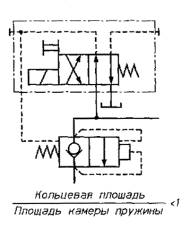 Кольцевая площадь
Площадь камеры пружины <1